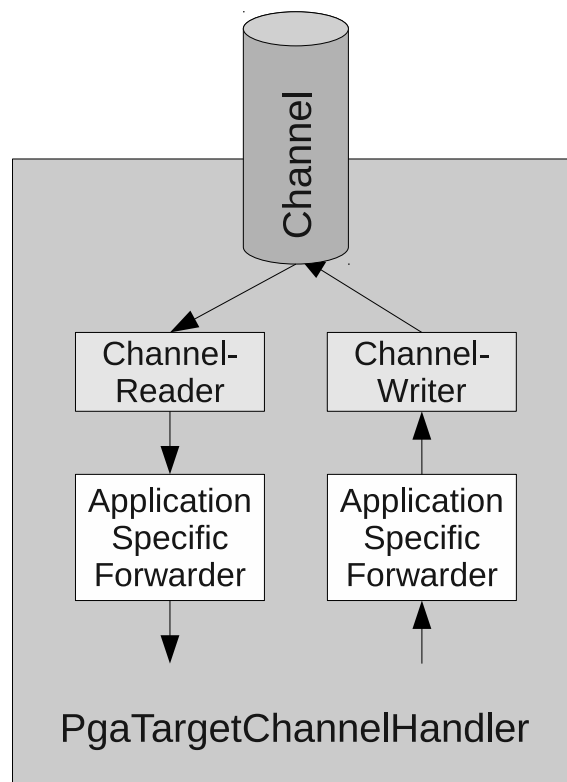 Channel
Channel-
Reader
Channel-
Writer
Application
Specific
Forwarder
Application
Specific
Forwarder
PgaTargetChannelHandler